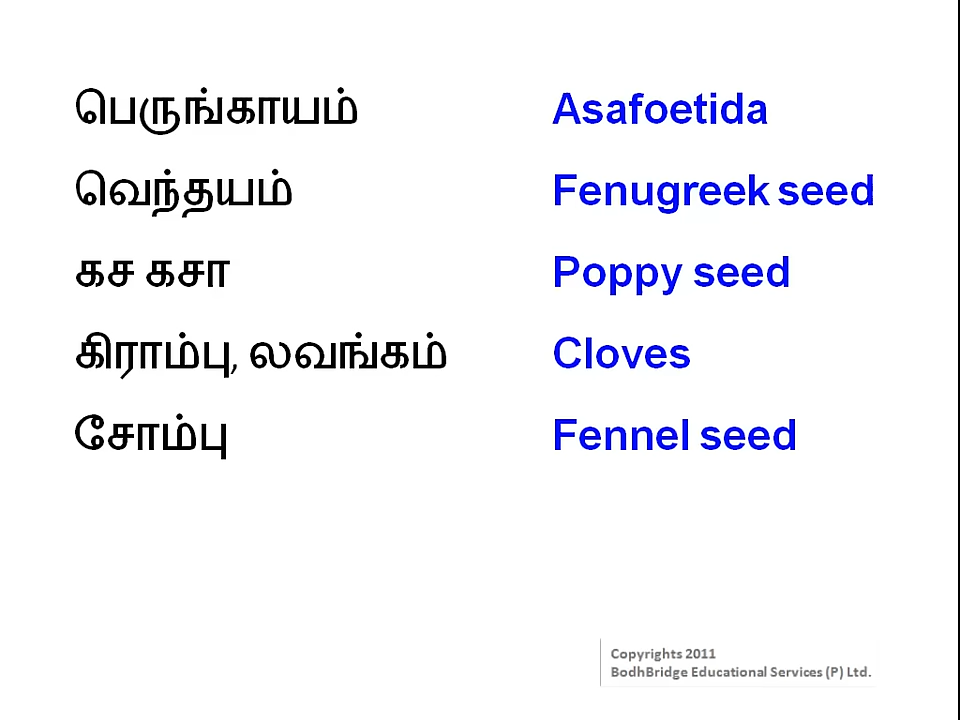 பெருங்காயம் Asafoetida
வெந்தயம் Fenugreek seed
கச கசா Poppy seed
கிராம்பு, லவங்கம் Cloves
சோம்பு Fennel seed
Copyrights 2011
BodhBridge Educational Services (P) Ltd.